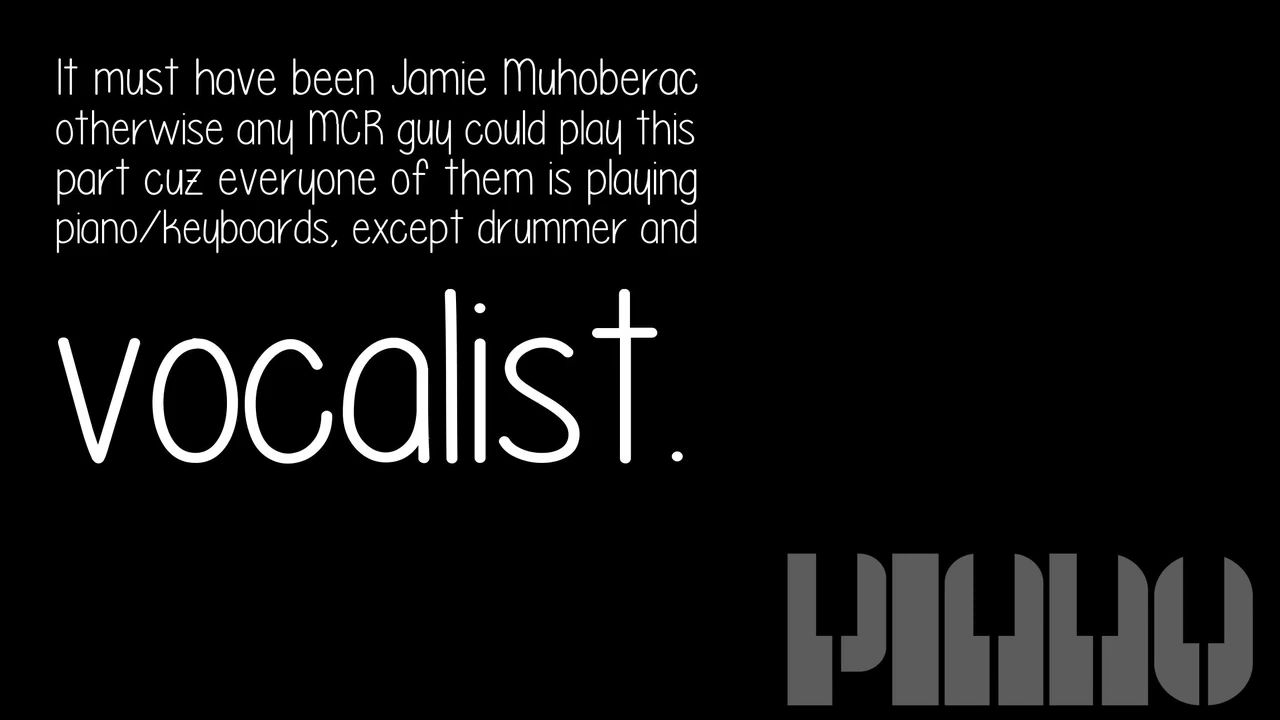 It must have been Jamie Muhoberac
otherwise any MCR guy could play this
part cuz everyone of them is playing
piano/keyboards, except drummer and
vocalist.
PIANO